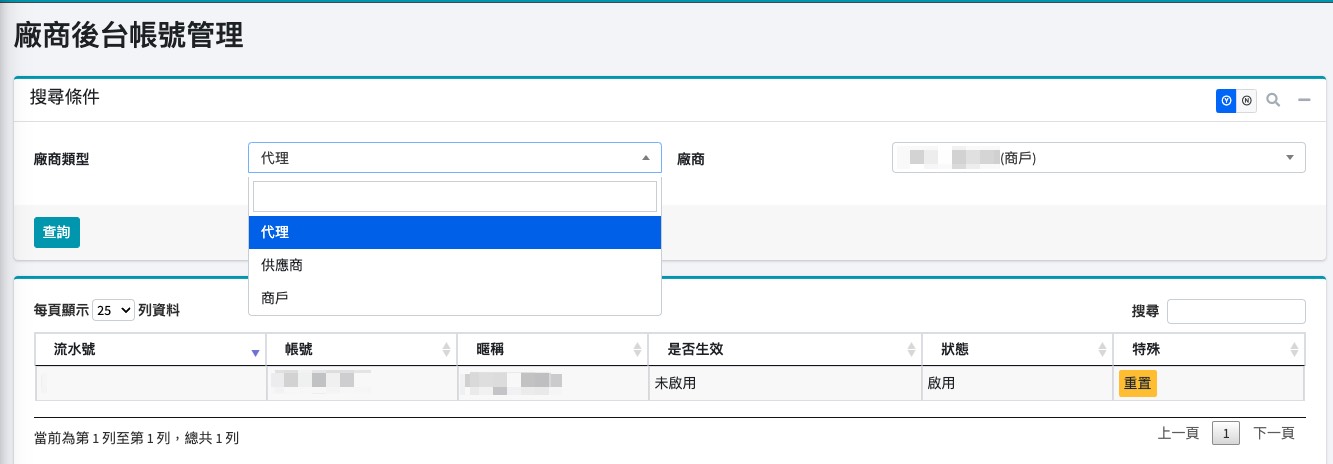 廠商後台帳號管理
搜尋條件 Y N
廠商類型 代理 廠商 (商戶)
代理
查詢
供應商
商戶
每頁顯示 25 列資料 搜尋
流水號 帳號 暱稱 是否生效 狀態 特殊
未啟用 啟用 重置
當前為第 1 列至第 1 列，總共 1 列 上一頁 1 下一頁